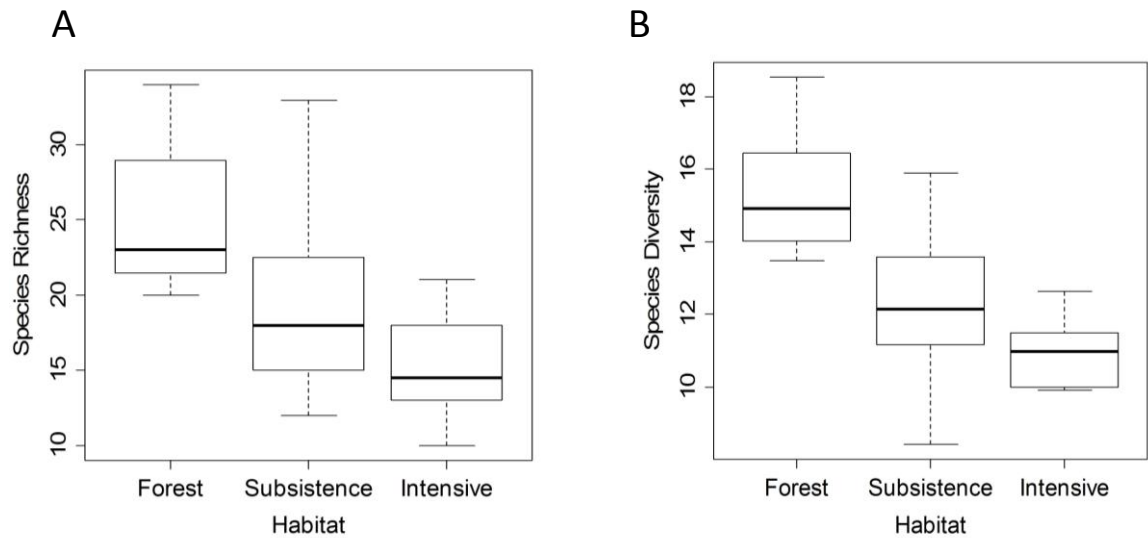 A
Species Richness
30
25
20
15
10
Forest Subsistence Intensive
Habitat
B
Species Diversity
18
16
14
12
10
Forest Subsistence Intensive
Habitat